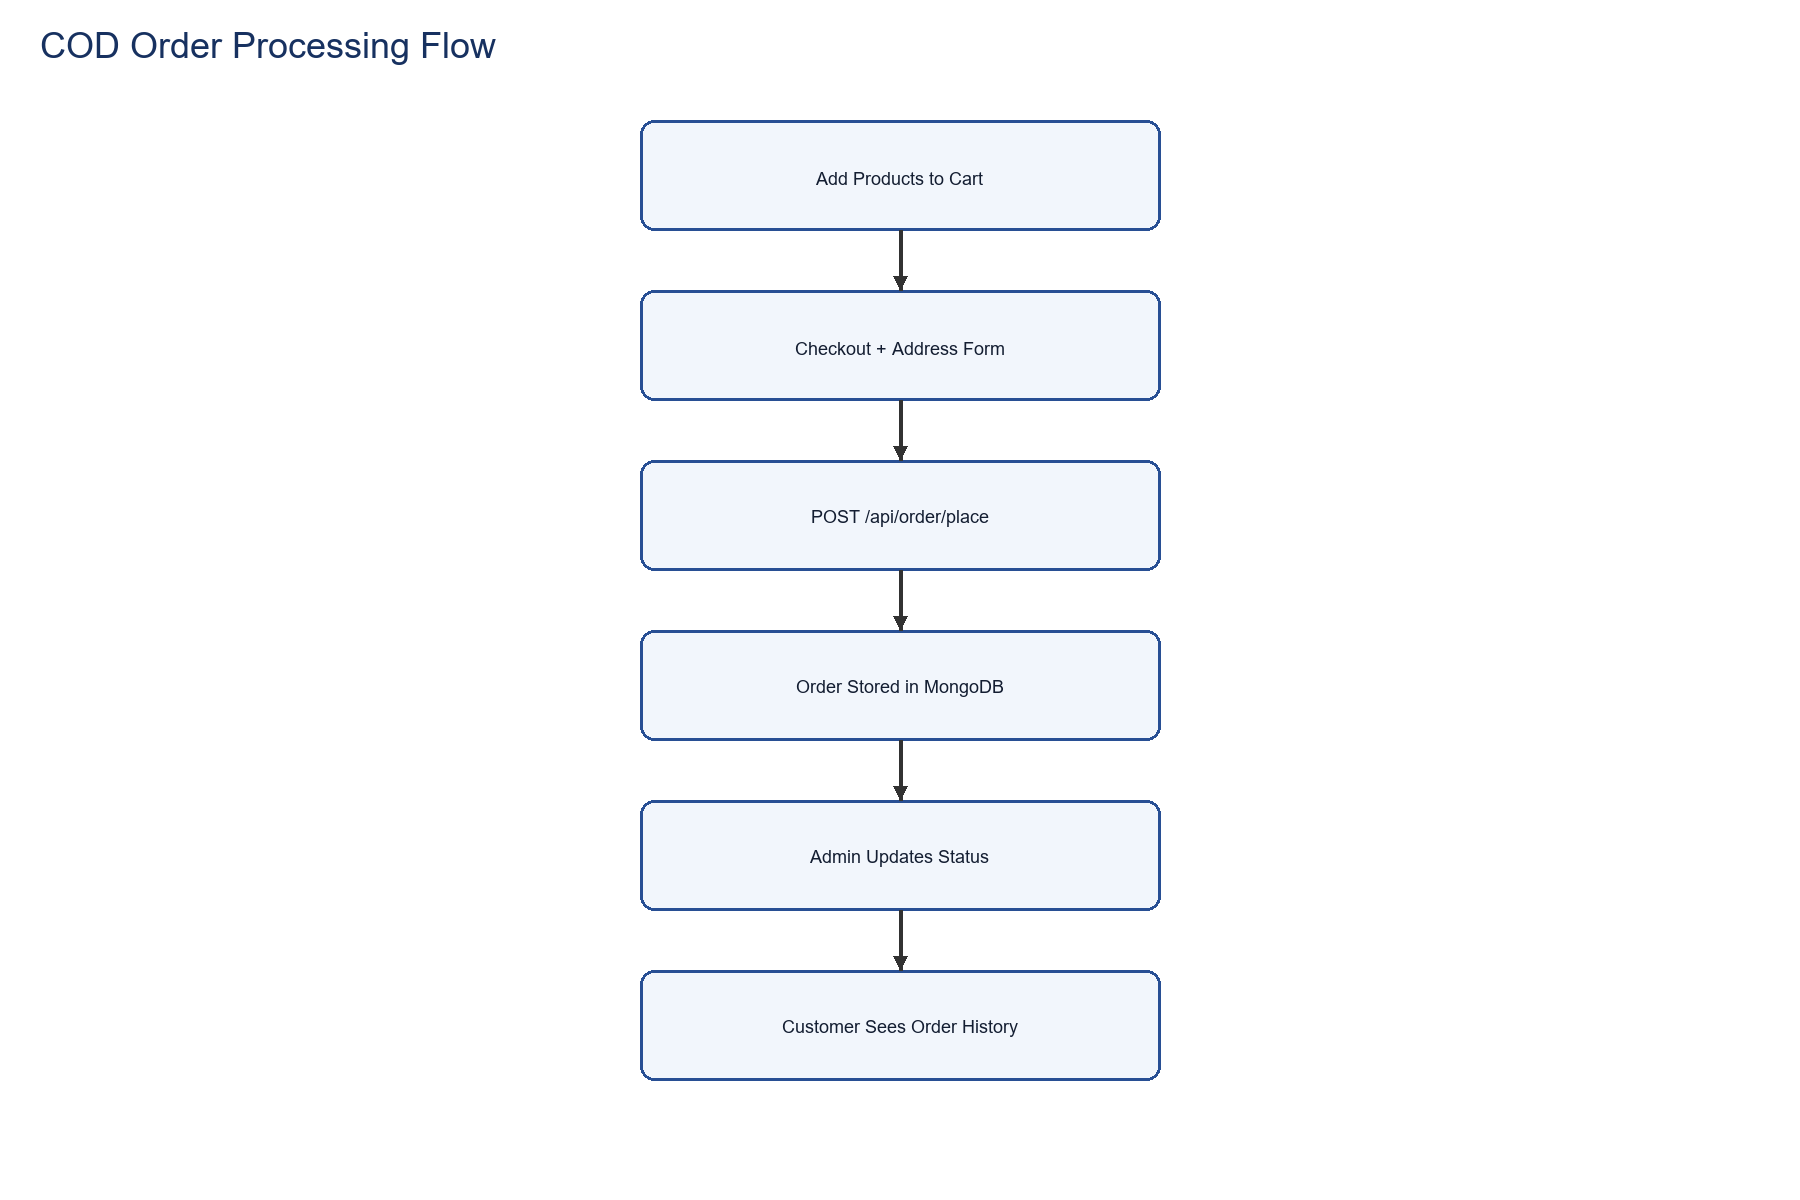 COD Order Processing Flow
Add Products to Cart
Checkout + Address Form
POST /api/order/place
Order Stored in MongoDB
Admin Updates Status
Customer Sees Order History